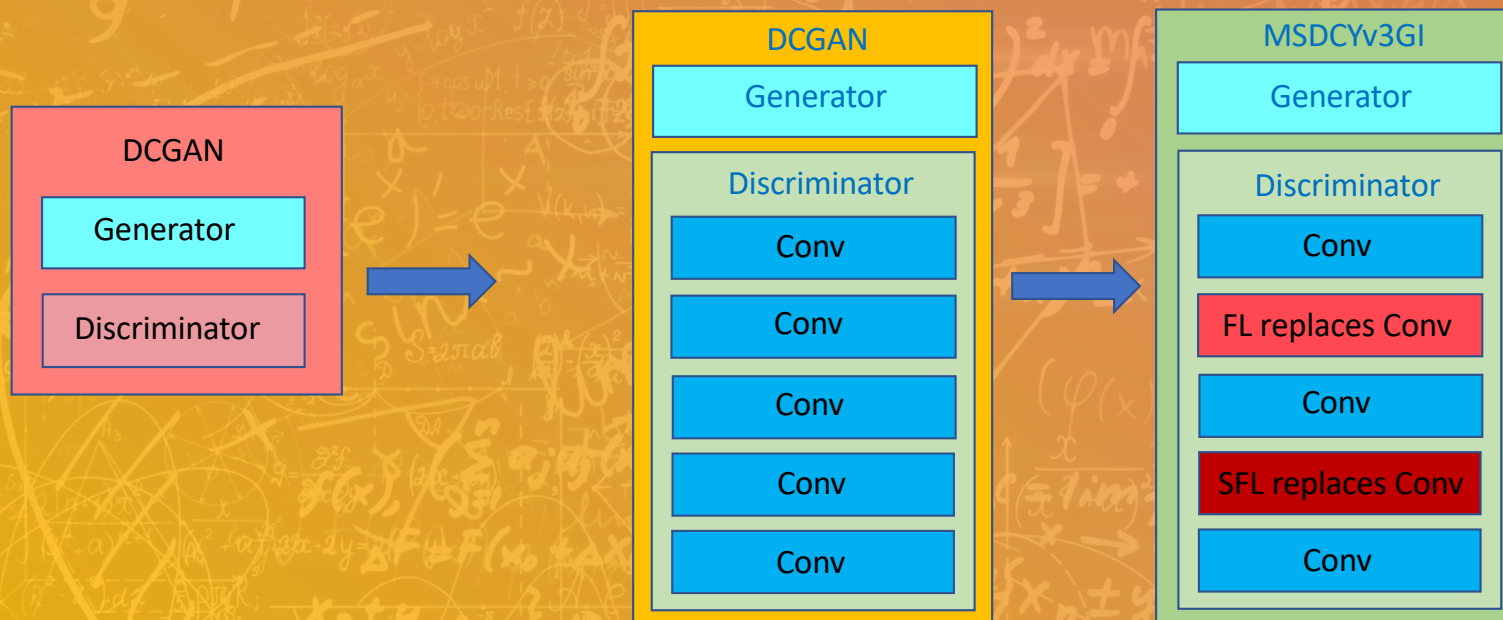 DCGAN
Generator
Discriminator
DCGAN
Generator
Discriminator
Conv
Conv
Conv
Conv
Conv
MSDCYv3GI
Generator
Discriminator
Conv
FL replaces Conv
Conv
SFL replaces Conv
Conv